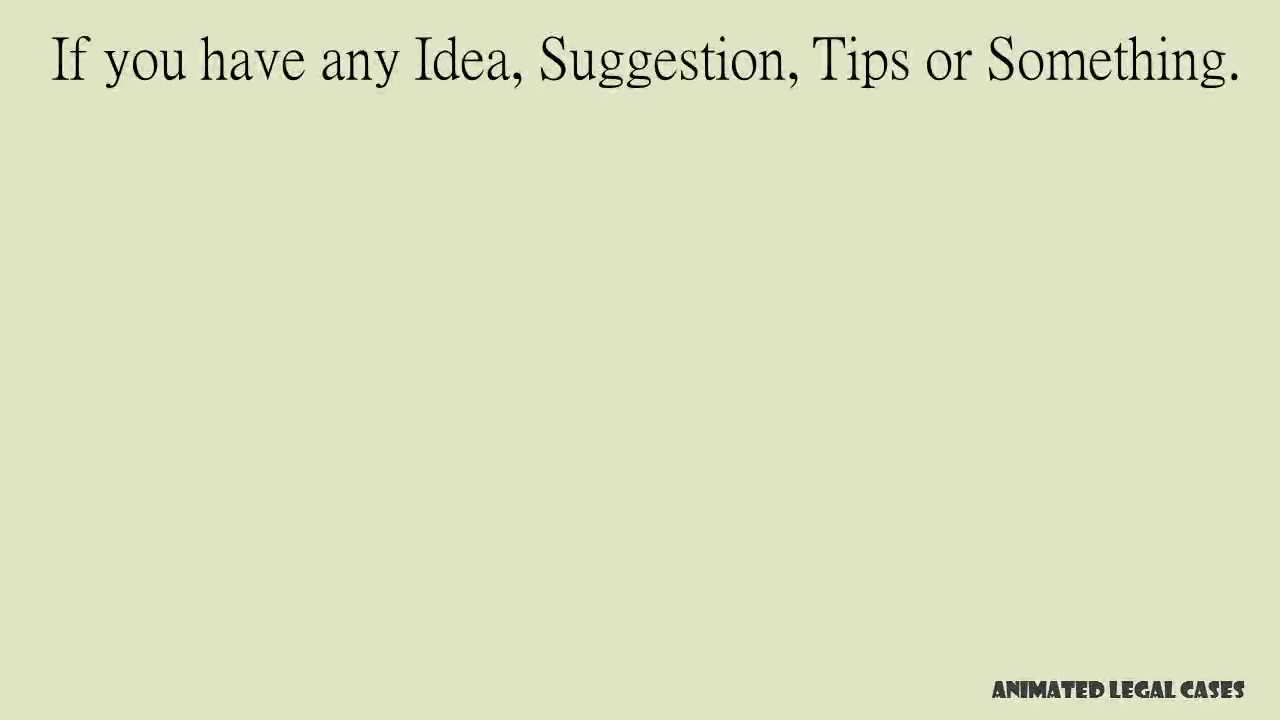 If you have any Idea, Suggestion, Tips or Something.
ANIMATED LEGAL CASES